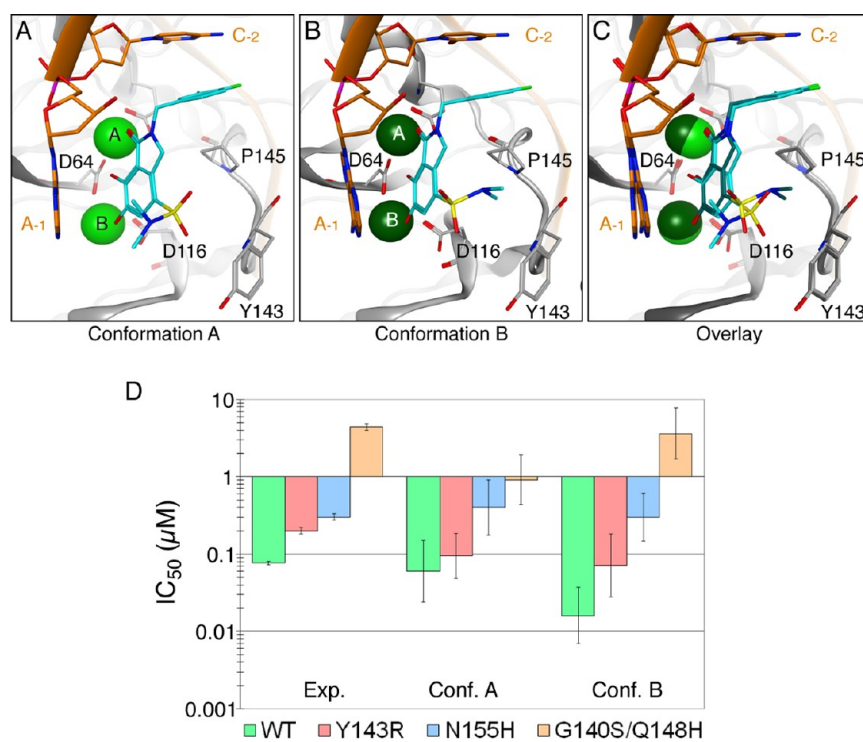 A
C-2
A
D64
P145
A-1
B
D116
Y143
Conformation A
B
C-2
A
D64
P145
A-1
B
D116
Y143
Conformation B
C
C-2
D64
P145
A-1
D116
Y143
Overlay
D
IC50 (μM)
10
1
0.1
0.01
0.001
Exp. Conf. A Conf. B
WT Y143R N155H G140S/Q148H